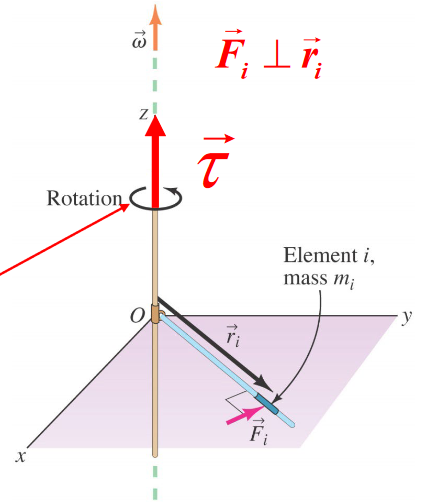 ω⃗
F⃗ᵢ ⊥ r⃗ᵢ
z
τ⃗
Rotation
Element i,
mass mᵢ
O
y
r⃗ᵢ
F⃗ᵢ
x